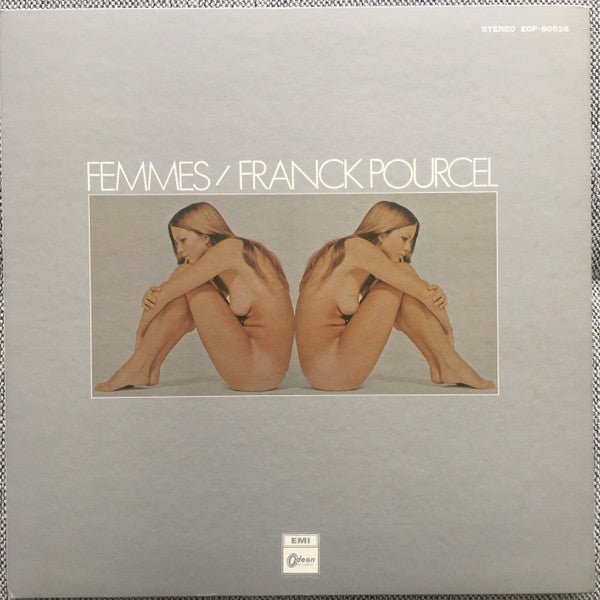 STEREO EOP-80526
FEMMES / FRANCK POURCEL
EMI
Odeon